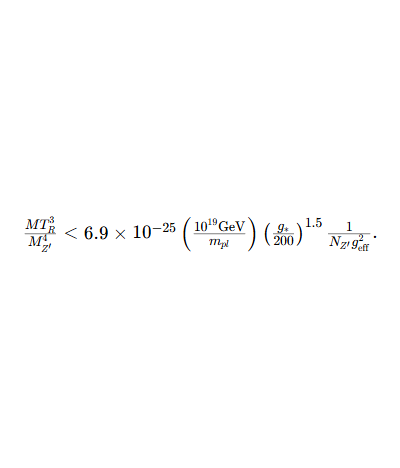 \frac{MT_R^3}{M_{Z'}^4} < 6.9 \times 10^{-25} \left( \frac{10^{19} \text{GeV}}{m_{pl}} \right) \left( \frac{g_*}{200} \right)^{1.5} \frac{1}{N_{Z'} g_{\text{eff}}^2}.